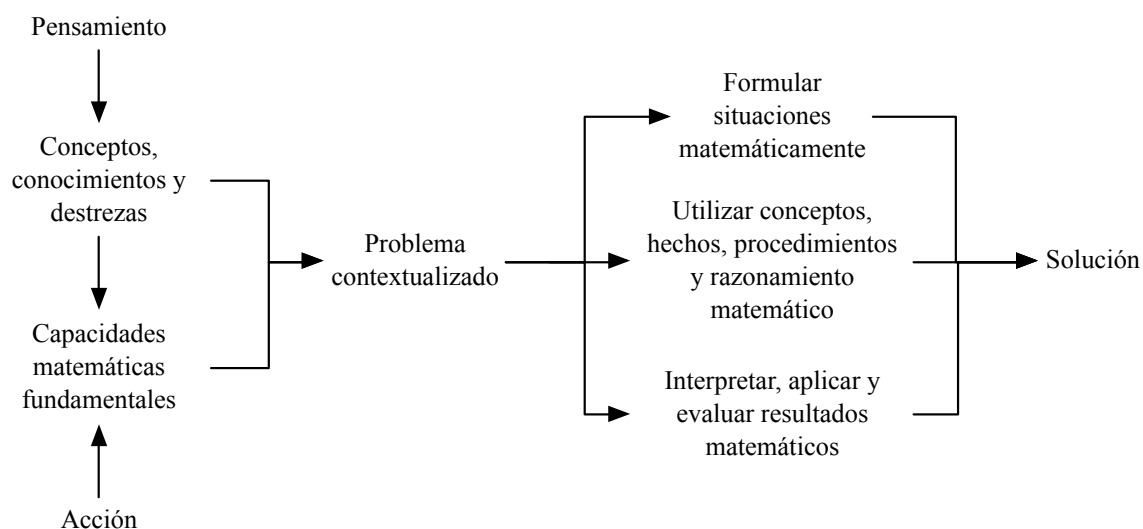 Pensamiento
Conceptos,
conocimientos y
destrezas
Capacidades
matemáticas
fundamentales
Acción
Problema
contextualizado
Formular
situaciones
matemáticamente
Utilizar conceptos,
hechos, procedimientos
y razonamiento
matemático
Interpretar, aplicar y
evaluar resultados
matemáticos
Solución